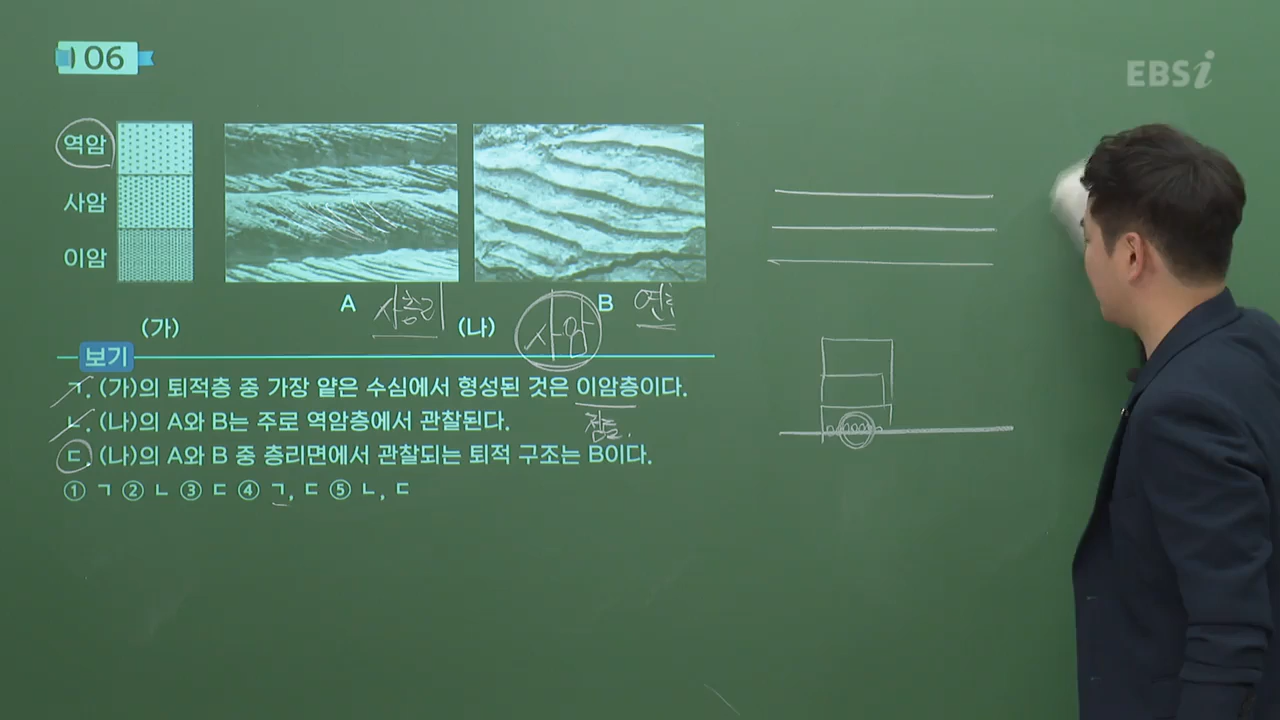 06
EBSi
역암
사암
이암
A 사층리
B 연흔
(가)
(나) 사암
보기
ㄱ. (가)의 퇴적층 중 가장 얕은 수심에서 형성된 것은 이암층이다.
ㄴ. (나)의 A와 B는 주로 역암층에서 관찰된다.
ㄷ. (나)의 A와 B 중 층리면에서 관찰되는 퇴적 구조는 B이다.
① ㄱ ② ㄴ ③ ㄷ ④ ㄱ, ㄷ ⑤ ㄴ, ㄷ